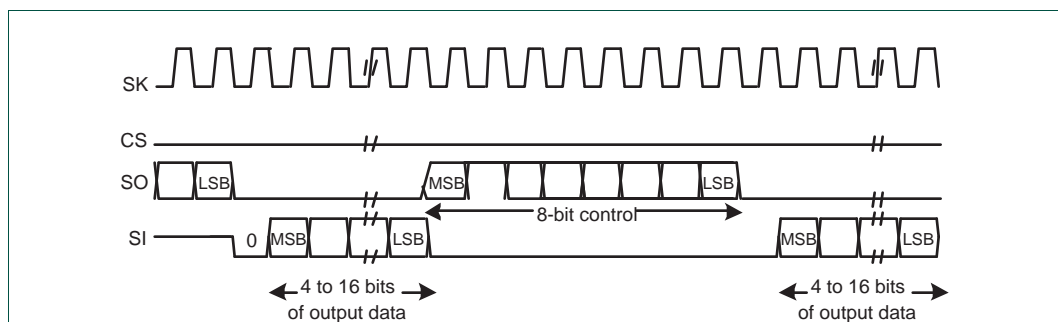 SK
CS
SO
LSB
MSB
LSB
8-bit control
SI
0
MSB
LSB
MSB
LSB
4 to 16 bits
of output data
4 to 16 bits
of output data